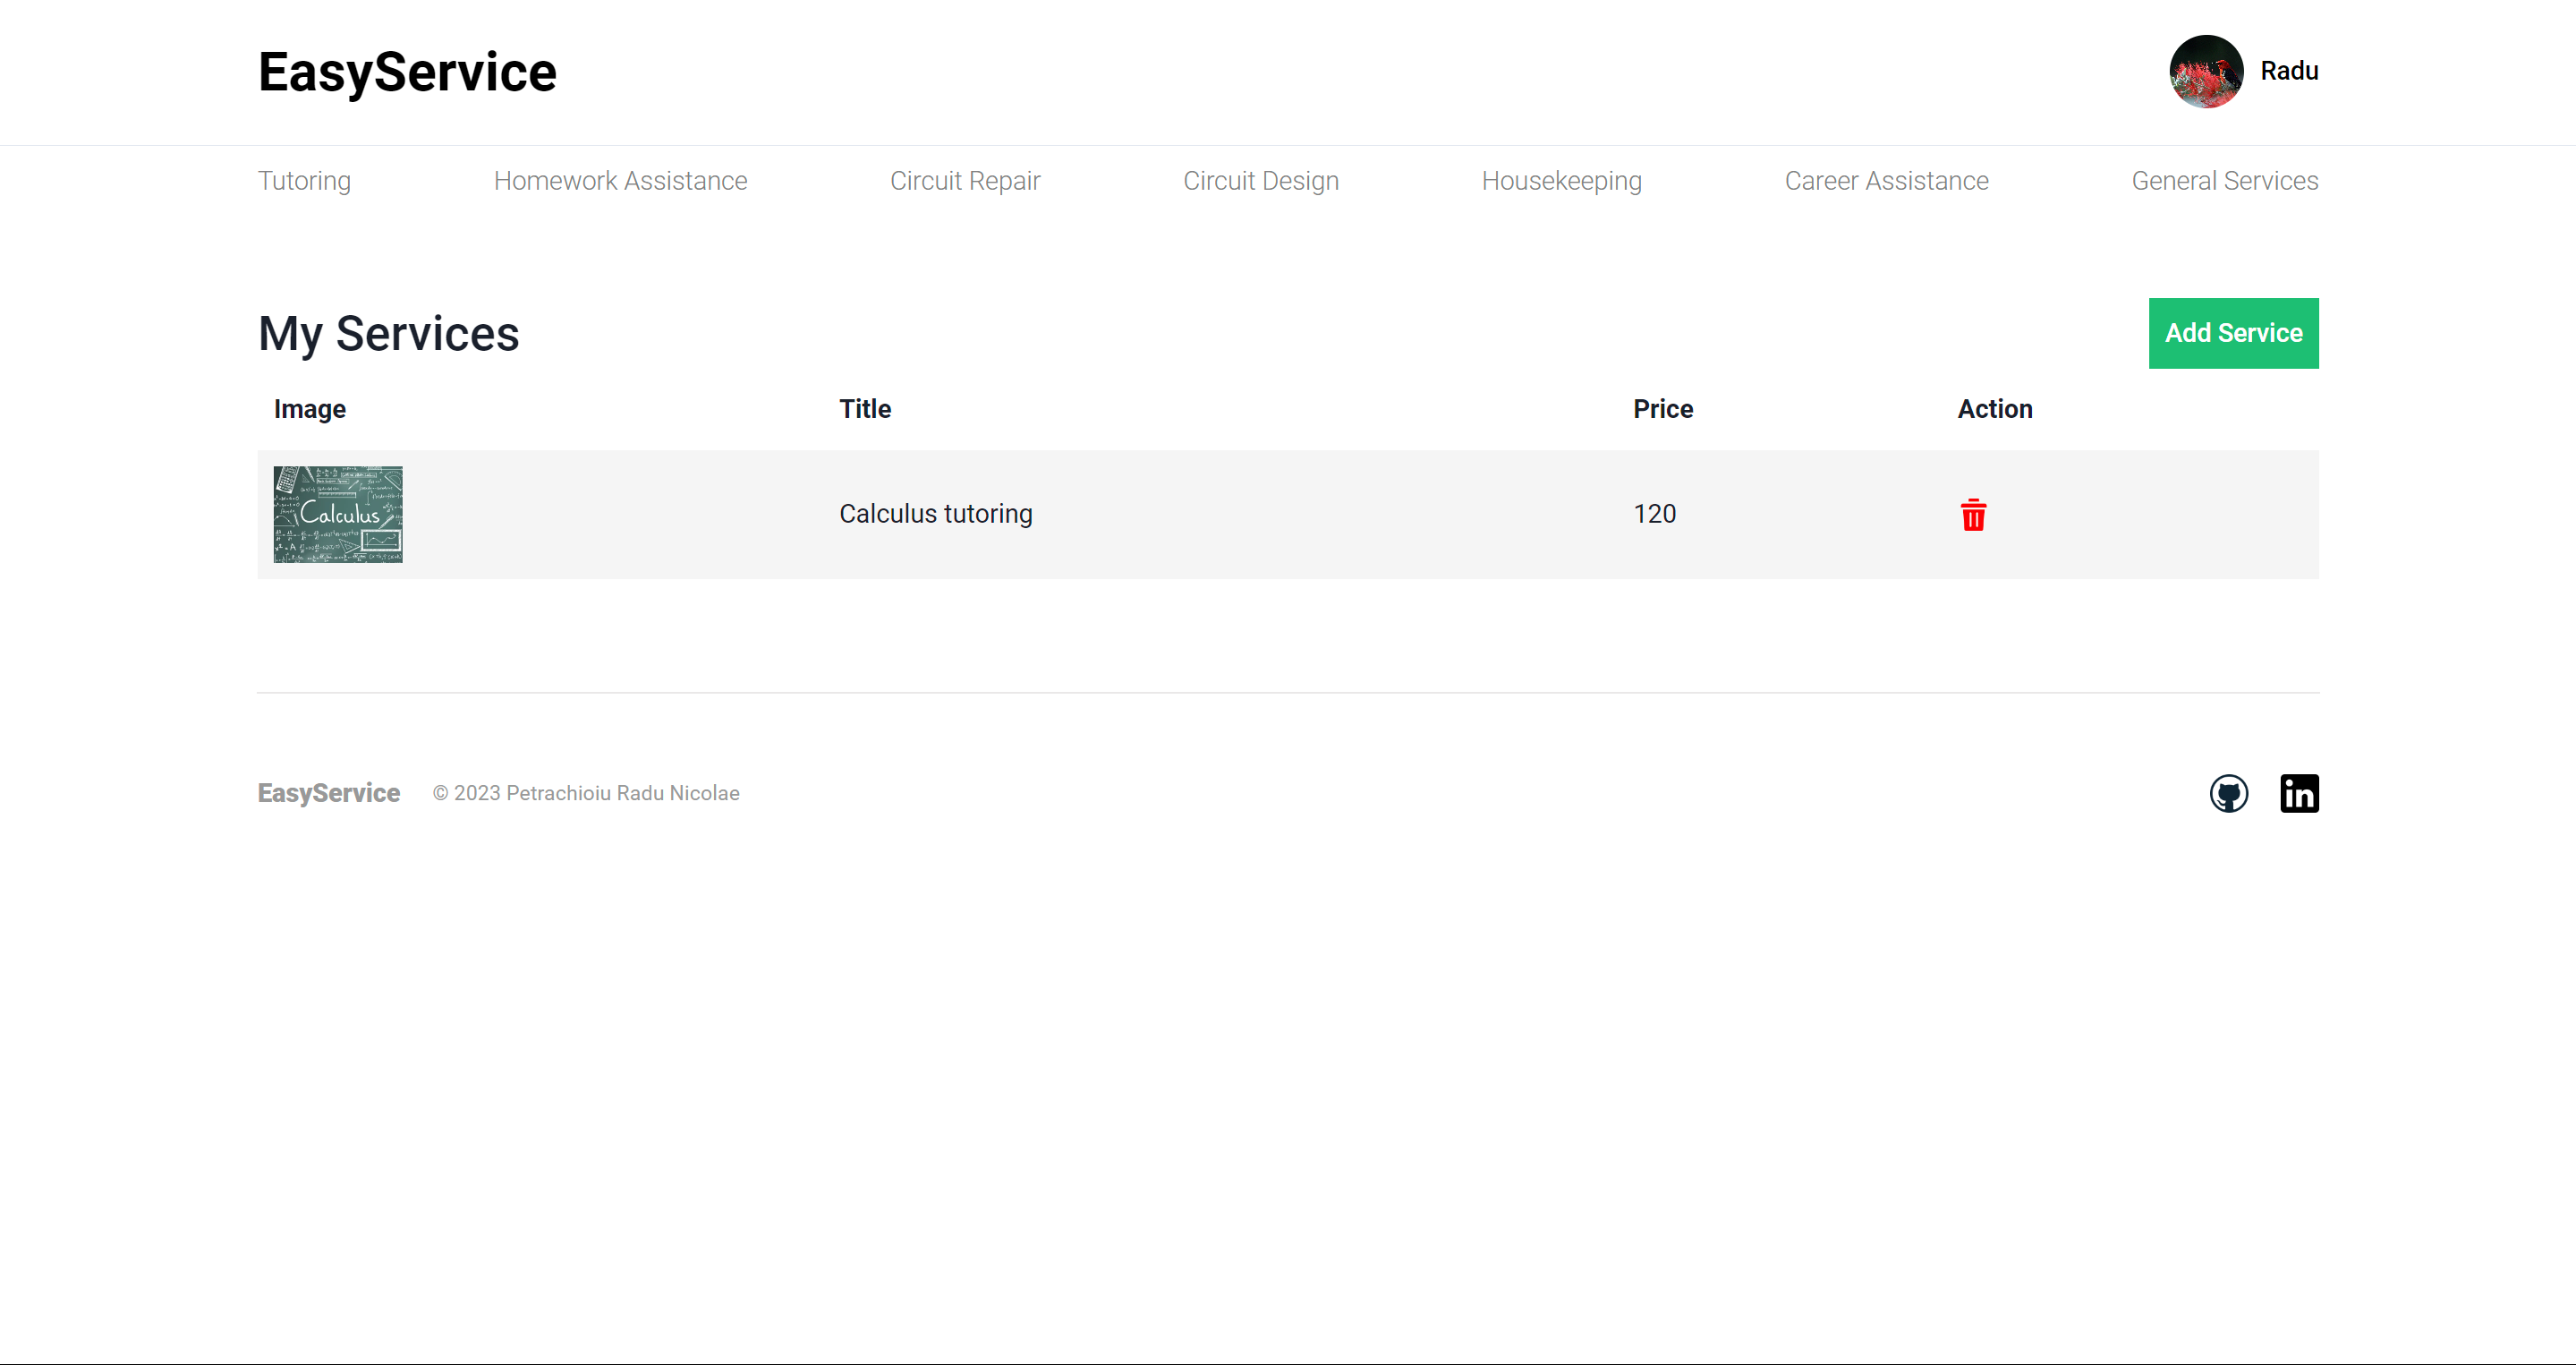 EasyService
Radu
Tutoring Homework Assistance Circuit Repair Circuit Design Housekeeping Career Assistance General Services
My Services
Add Service
Image Title Price Action
Calculus
Calculus tutoring 120
EasyService © 2023 Petrachioiu Radu Nicolae
in